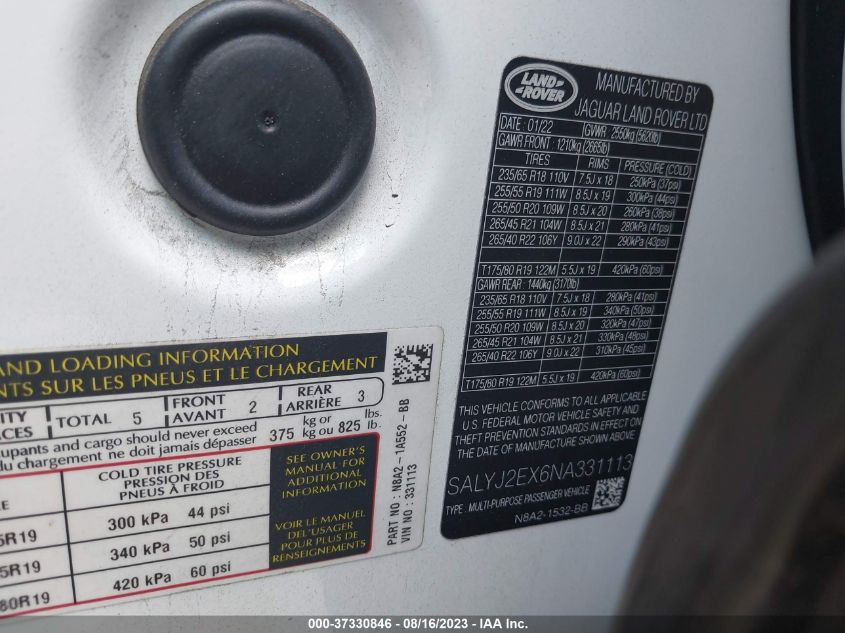 AND LOADING INFORMATION
NTS SUR LES PNEUS ET LE CHARGEMENT
ITY TOTAL 5 FRONT 2 REAR 3
CES AVANT ARRIÈRE
upants and cargo should never exceed 375 kg or 825 lbs.
du chargement ne doit jamais dépasser kg ou lb.
COLD TIRE PRESSURE
PRESSION DES
PNEUS À FROID
5R19 300 kPa 44 psi
5R19 340 kPa 50 psi
80R19 420 kPa 60 psi
SEE OWNER'S
MANUAL FOR
ADDITIONAL
INFORMATION
VOIR LE MANUEL
DE L'USAGER
POUR PLUS DE
RENSEIGNEMENTS
PART NO : N8A2-1A552-BB
VIN NO : 331113
LAND
ROVER
MANUFACTURED BY
JAGUAR LAND ROVER LTD
DATE: 01/22 GVWR: 2550kg (5620lb)
GAWR FRONT: 1210kg (2665lb)
TIRES RIMS PRESSURE (COLD)
235/65 R18 110V 7.5J x 18 250kPa (37psi)
255/55 R19 111W 8.5J x 19 300kPa (44psi)
255/50 R20 109W 8.5J x 20 260kPa (38psi)
265/45 R21 104W 8.5J x 21 280kPa (41psi)
265/40 R22 106Y 9.0J x 22 290kPa (43psi)
T175/80 R19 122M 5.5J x 19 420kPa (60psi)
GAWR REAR: 1440kg (3170lb)
235/65 R18 110V 7.5J x 18 280kPa (41psi)
255/55 R19 111W 8.5J x 19 340kPa (50psi)
255/50 R20 109W 8.5J x 20 320kPa (47psi)
265/45 R21 104W 8.5J x 21 330kPa (48psi)
265/40 R22 106Y 9.0J x 22 310kPa (45psi)
T175/80 R19 122M 5.5J x 19 420kPa (60psi)
THIS VEHICLE CONFORMS TO ALL APPLICABLE
U.S. FEDERAL MOTOR VEHICLE SAFETY AND
THEFT PREVENTION STANDARDS IN EFFECT ON
THE DATE OF MANUFACTURE SHOWN ABOVE.
SALYJ2EX6NA331113
TYPE: MULTI-PURPOSE PASSENGER VEHICLE
N8A2-1532-BB
000-37330846 - 08/16/2023 - IAA Inc.